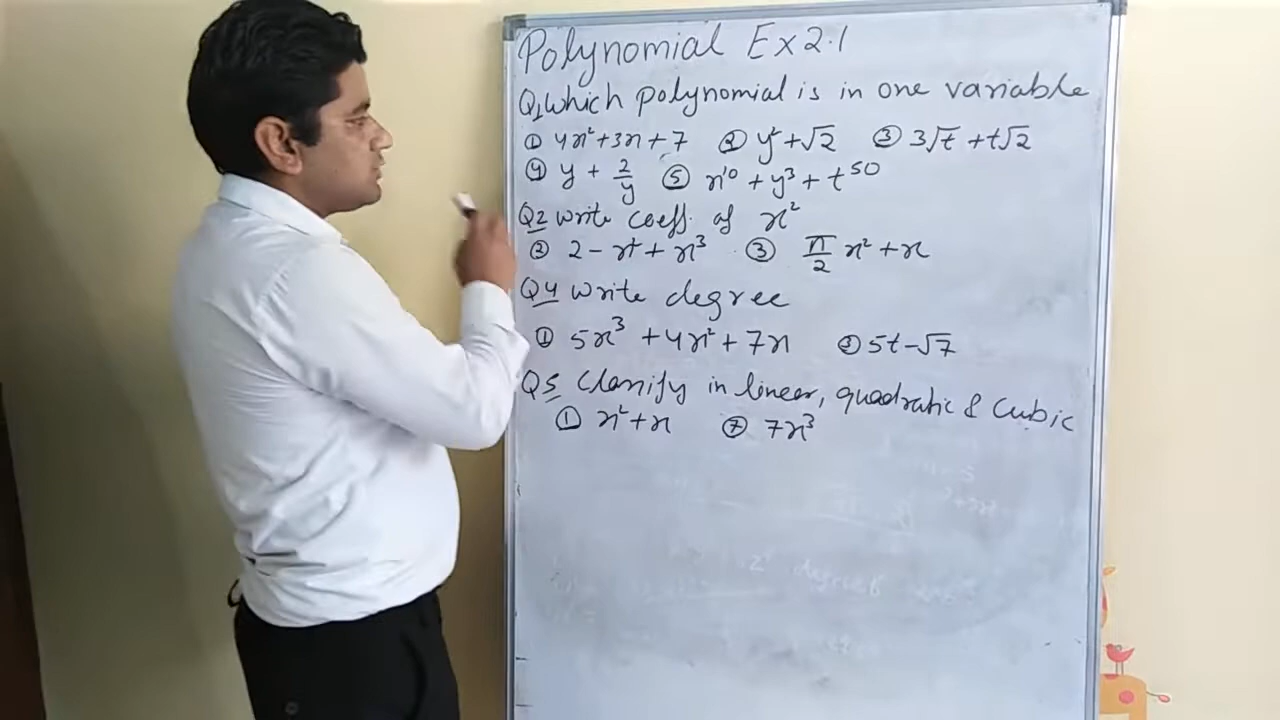 Polynomial Ex 2.1
Q1 Which polynomial is in one variable
① 4x²+3x+7 ② y²+√2 ③ 3√t +t√2
④ y + 2/y ⑤ x¹⁰ + y³ + t⁵⁰
Q2 write coeff. of x²
② 2 - x² + x³ ③ π/2 x² + x
Q4 write degree
① 5x³ + 4x² + 7x ③ 5t-√7
Q5 Classify in linear, quadratic & Cubic
① x²+x ⑦ 7x³